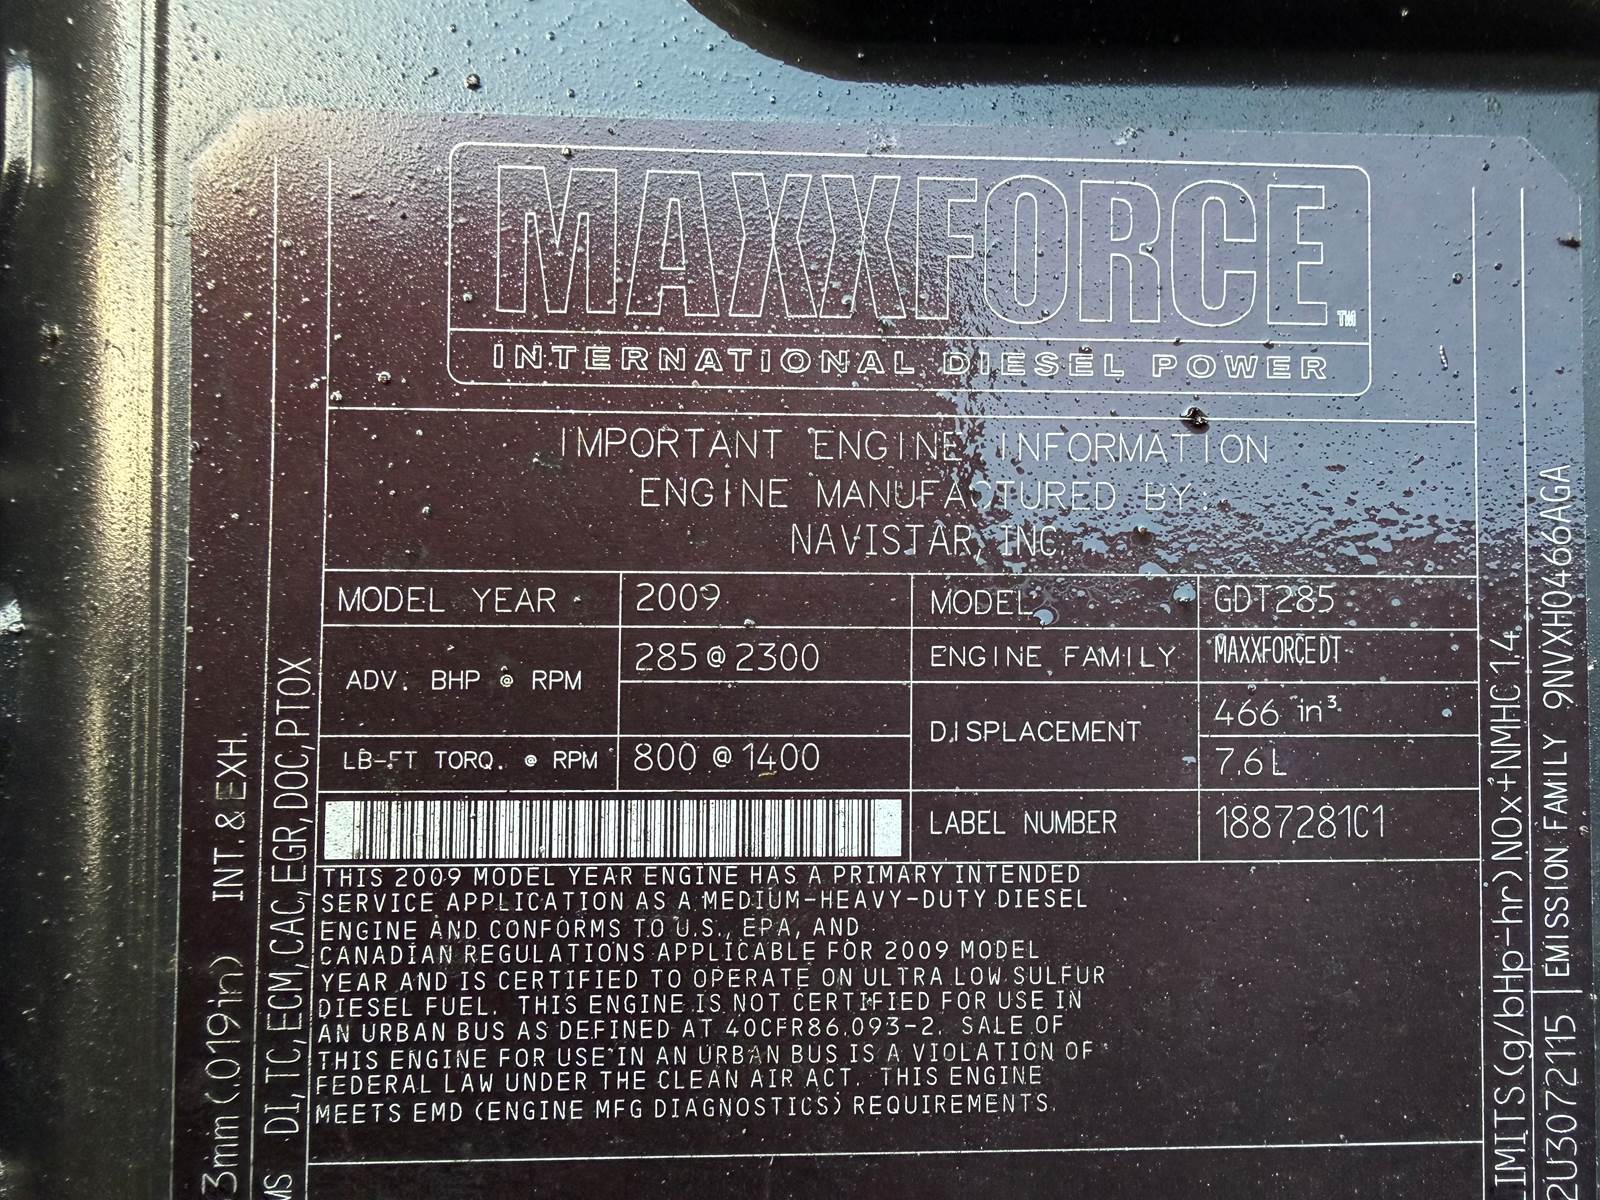 MAXXFORCE™
INTERNATIONAL DIESEL POWER
IMPORTANT ENGINE INFORMATION
ENGINE MANUFACTURED BY:
NAVISTAR, INC.
MODEL YEAR 2009 MODEL GDT285
ADV. BHP @ RPM 285 @ 2300 ENGINE FAMILY MAXXFORCE DT
DISPLACEMENT 466 in³
LB-FT TORQ. @ RPM 800 @ 1400 7.6 L
LABEL NUMBER 1887281C1
THIS 2009 MODEL YEAR ENGINE HAS A PRIMARY INTENDED
SERVICE APPLICATION AS A MEDIUM-HEAVY-DUTY DIESEL
ENGINE AND CONFORMS TO U.S., EPA, AND
CANADIAN REGULATIONS APPLICABLE FOR 2009 MODEL
YEAR AND IS CERTIFIED TO OPERATE ON ULTRA LOW SULFUR
DIESEL FUEL. THIS ENGINE IS NOT CERTIFIED FOR USE IN
AN URBAN BUS AS DEFINED AT 40CFR86.093-2. SALE OF
THIS ENGINE FOR USE IN AN URBAN BUS IS A VIOLATION OF
FEDERAL LAW UNDER THE CLEAN AIR ACT. THIS ENGINE
MEETS EMD (ENGINE MFG DIAGNOSTICS) REQUIREMENTS.
3mm (.019in) INT. & EXH.
MS DI, TC, ECM, CAC, EGR, DOC, PTOX
IMITS (g/bHp-hr) NOx+NMHC 1.4
2U3072115 EMISSION FAMILY 9NVXH0466AGA